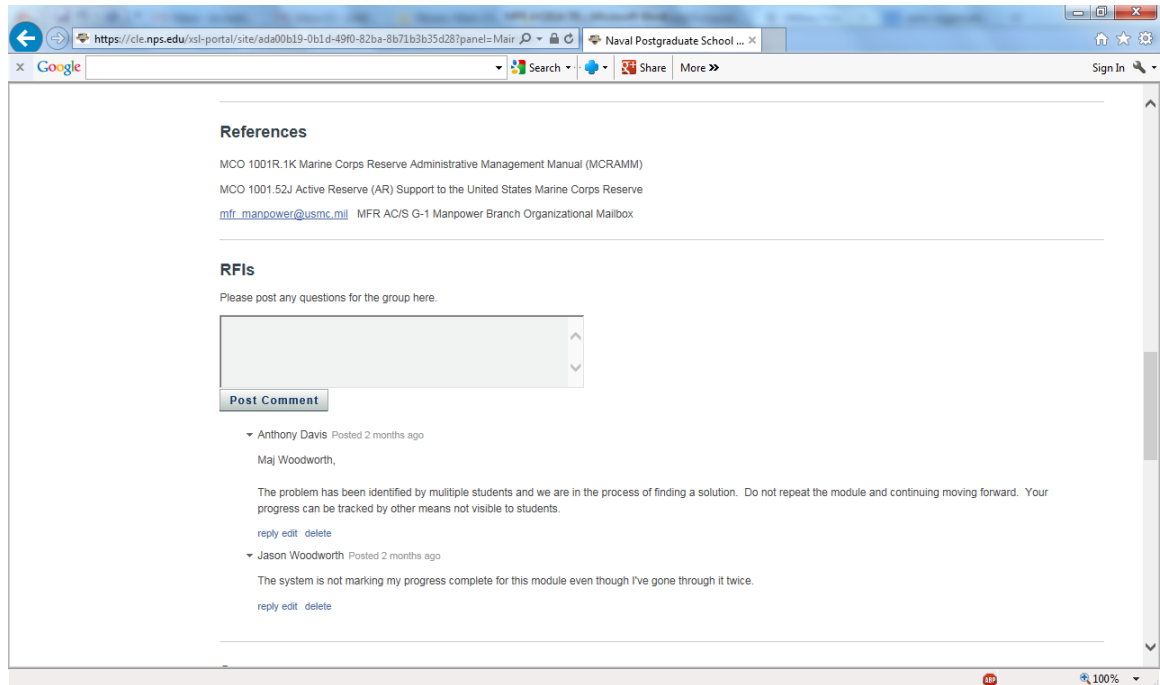 https://cle.nps.edu/xsl-portal/site/ada00b19-0b1d-49f0-82ba-8b71b3b35d28?panel=Mair
Naval Postgraduate School ... ×
x Google
Search
Share
More »
Sign In
References
MCO 1001R.1K Marine Corps Reserve Administrative Management Manual (MCRAMM)
MCO 1001.52J Active Reserve (AR) Support to the United States Marine Corps Reserve
mfr_manpower@usmc.mil MFR AC/S G-1 Manpower Branch Organizational Mailbox
RFIs
Please post any questions for the group here.
Post Comment
Anthony Davis Posted 2 months ago
Maj Woodworth,
The problem has been identified by mulitiple students and we are in the process of finding a solution. Do not repeat the module and continuing moving forward. Your
progress can be tracked by other means not visible to students.
reply edit delete
Jason Woodworth Posted 2 months ago
The system is not marking my progress complete for this module even though I've gone through it twice.
reply edit delete
ABP
100%